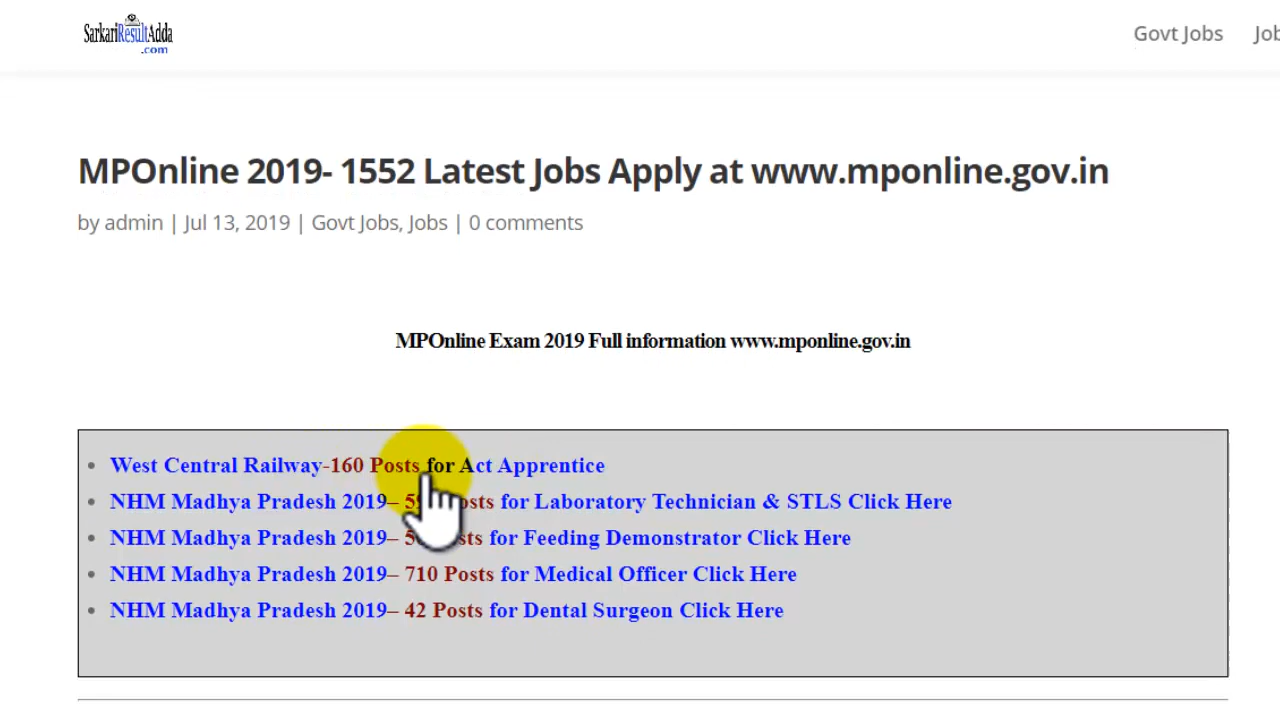 SarkariResultAdda
.com
Govt Jobs
MPOnline 2019- 1552 Latest Jobs Apply at www.mponline.gov.in
by admin | Jul 13, 2019 | Govt Jobs, Jobs | 0 comments
MPOnline Exam 2019 Full information www.mponline.gov.in
West Central Railway-160 Posts for Act Apprentice
NHM Madhya Pradesh 2019– for Laboratory Technician & STLS Click Here
NHM Madhya Pradesh 2019– for Feeding Demonstrator Click Here
NHM Madhya Pradesh 2019– 710 Posts for Medical Officer Click Here
NHM Madhya Pradesh 2019– 42 Posts for Dental Surgeon Click Here